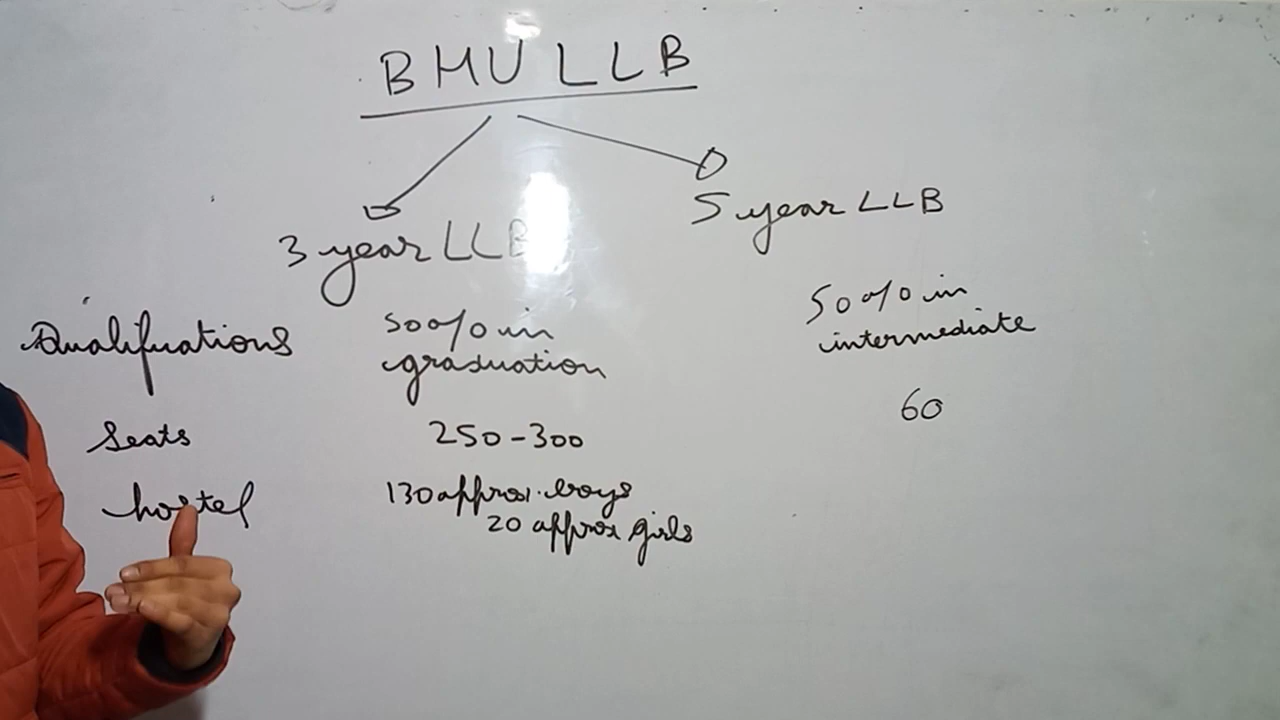 BHU LLB
3 year LLB
5 year LLB
Qualifications
50% in
graduation
50% in
intermediate
Seats
250-300
60
hostel
130 approx. boys
20 approx girls